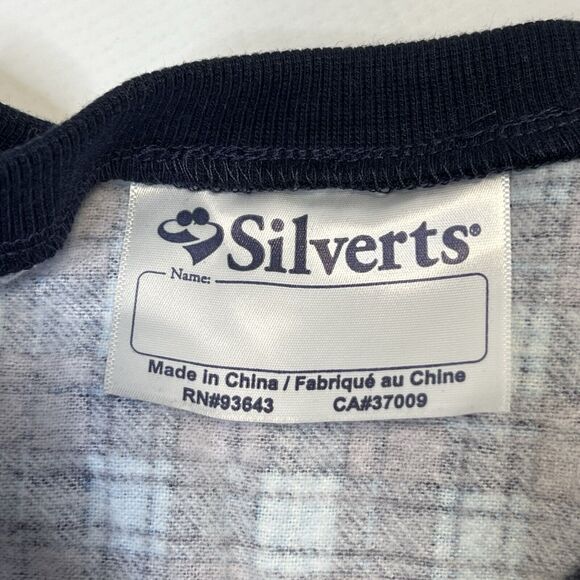 Silverts®
Name:
Made in China / Fabriqué au Chine
RN#93643 CA#37009